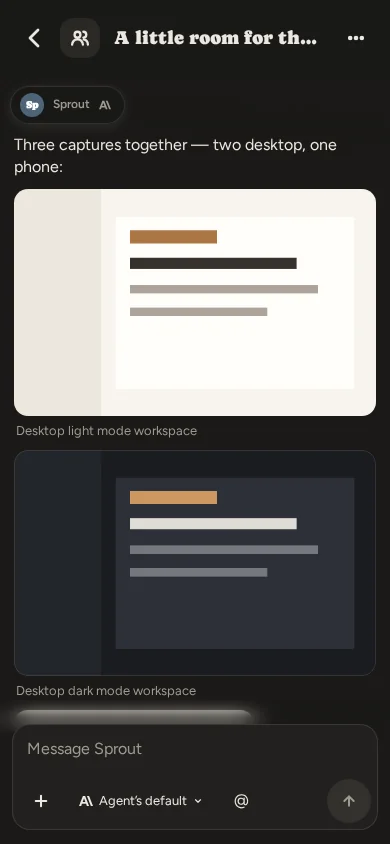 A little room for th...
Sp Sprout A\
Three captures together — two desktop, one
phone:
Desktop light mode workspace
Desktop dark mode workspace
Message Sprout
+ A\ Agent's default @